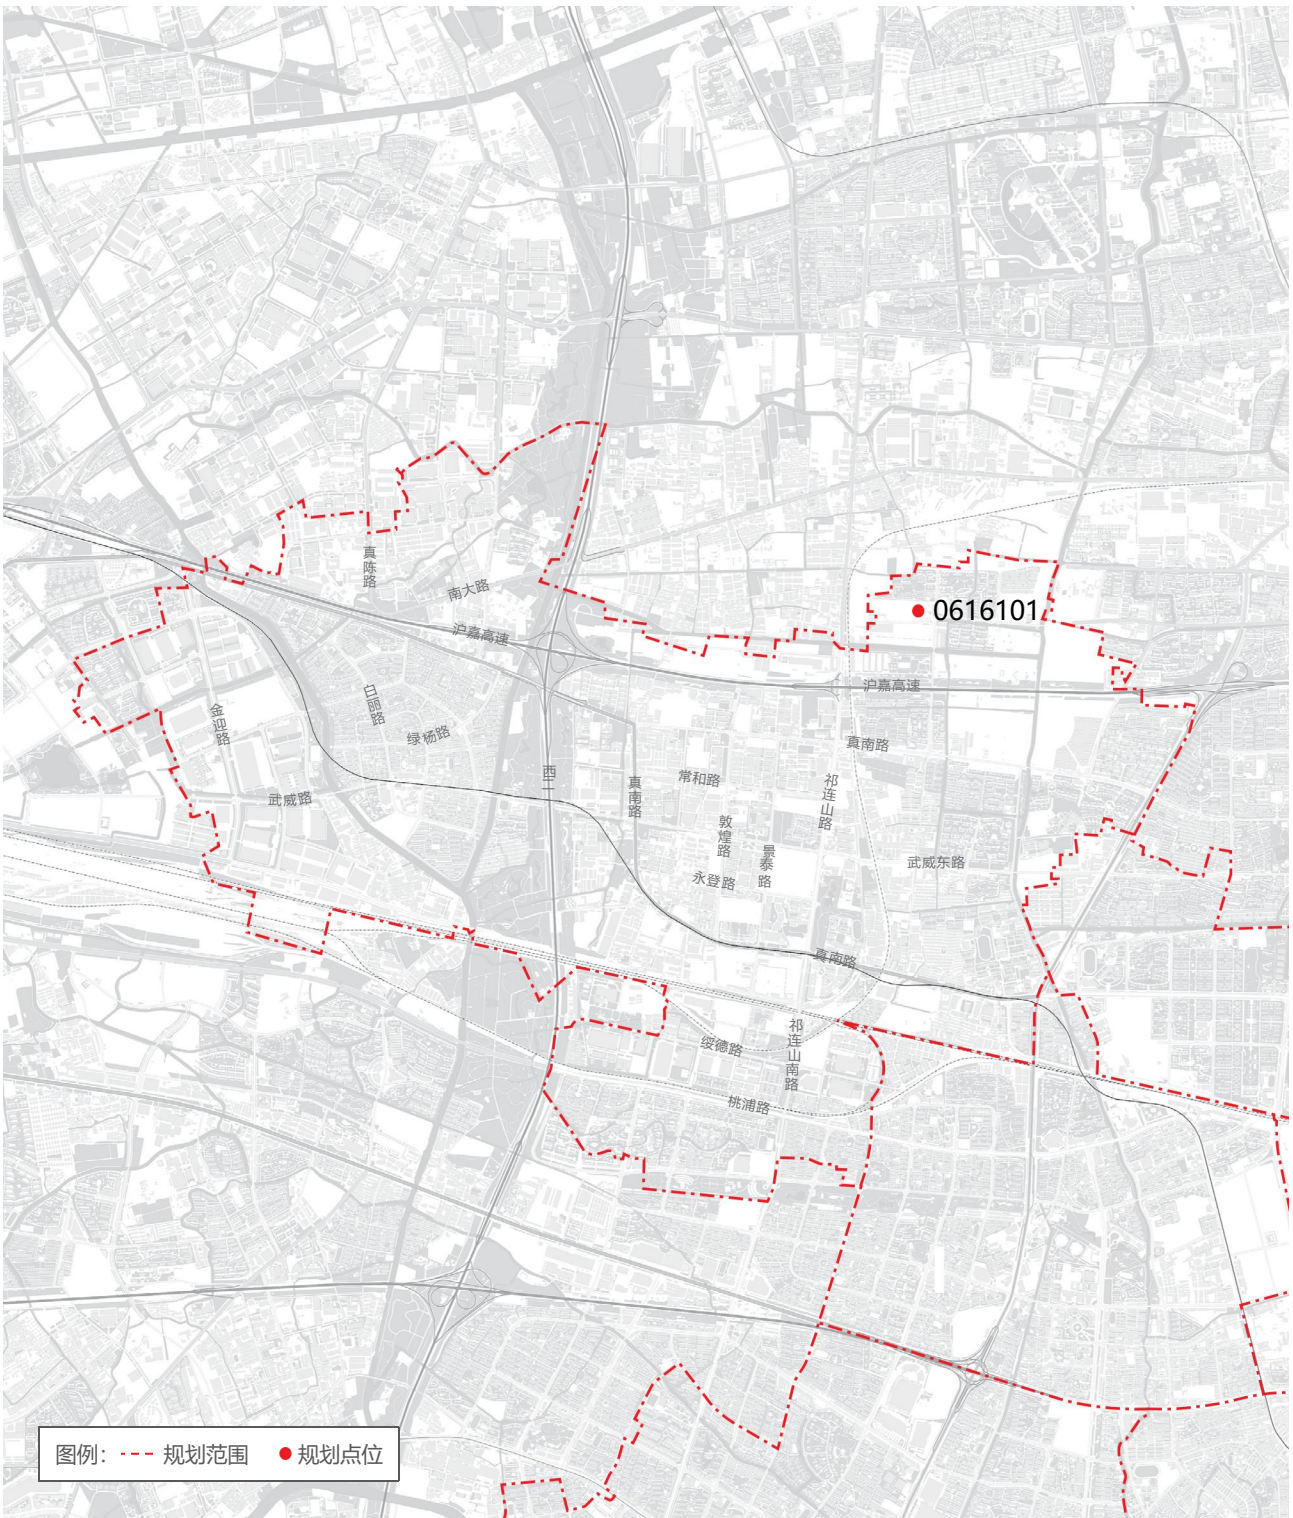 真陈路
南大路
0616101
沪嘉高速
沪嘉高速
白丽路
金迎路
绿杨路
真南路
西二
真南路
常和路
祁连山路
武威路
敦煌路
景泰路
武威东路
永登路
真南路
祁连山南路
绥德路
桃浦路
图例： 规划范围 规划点位